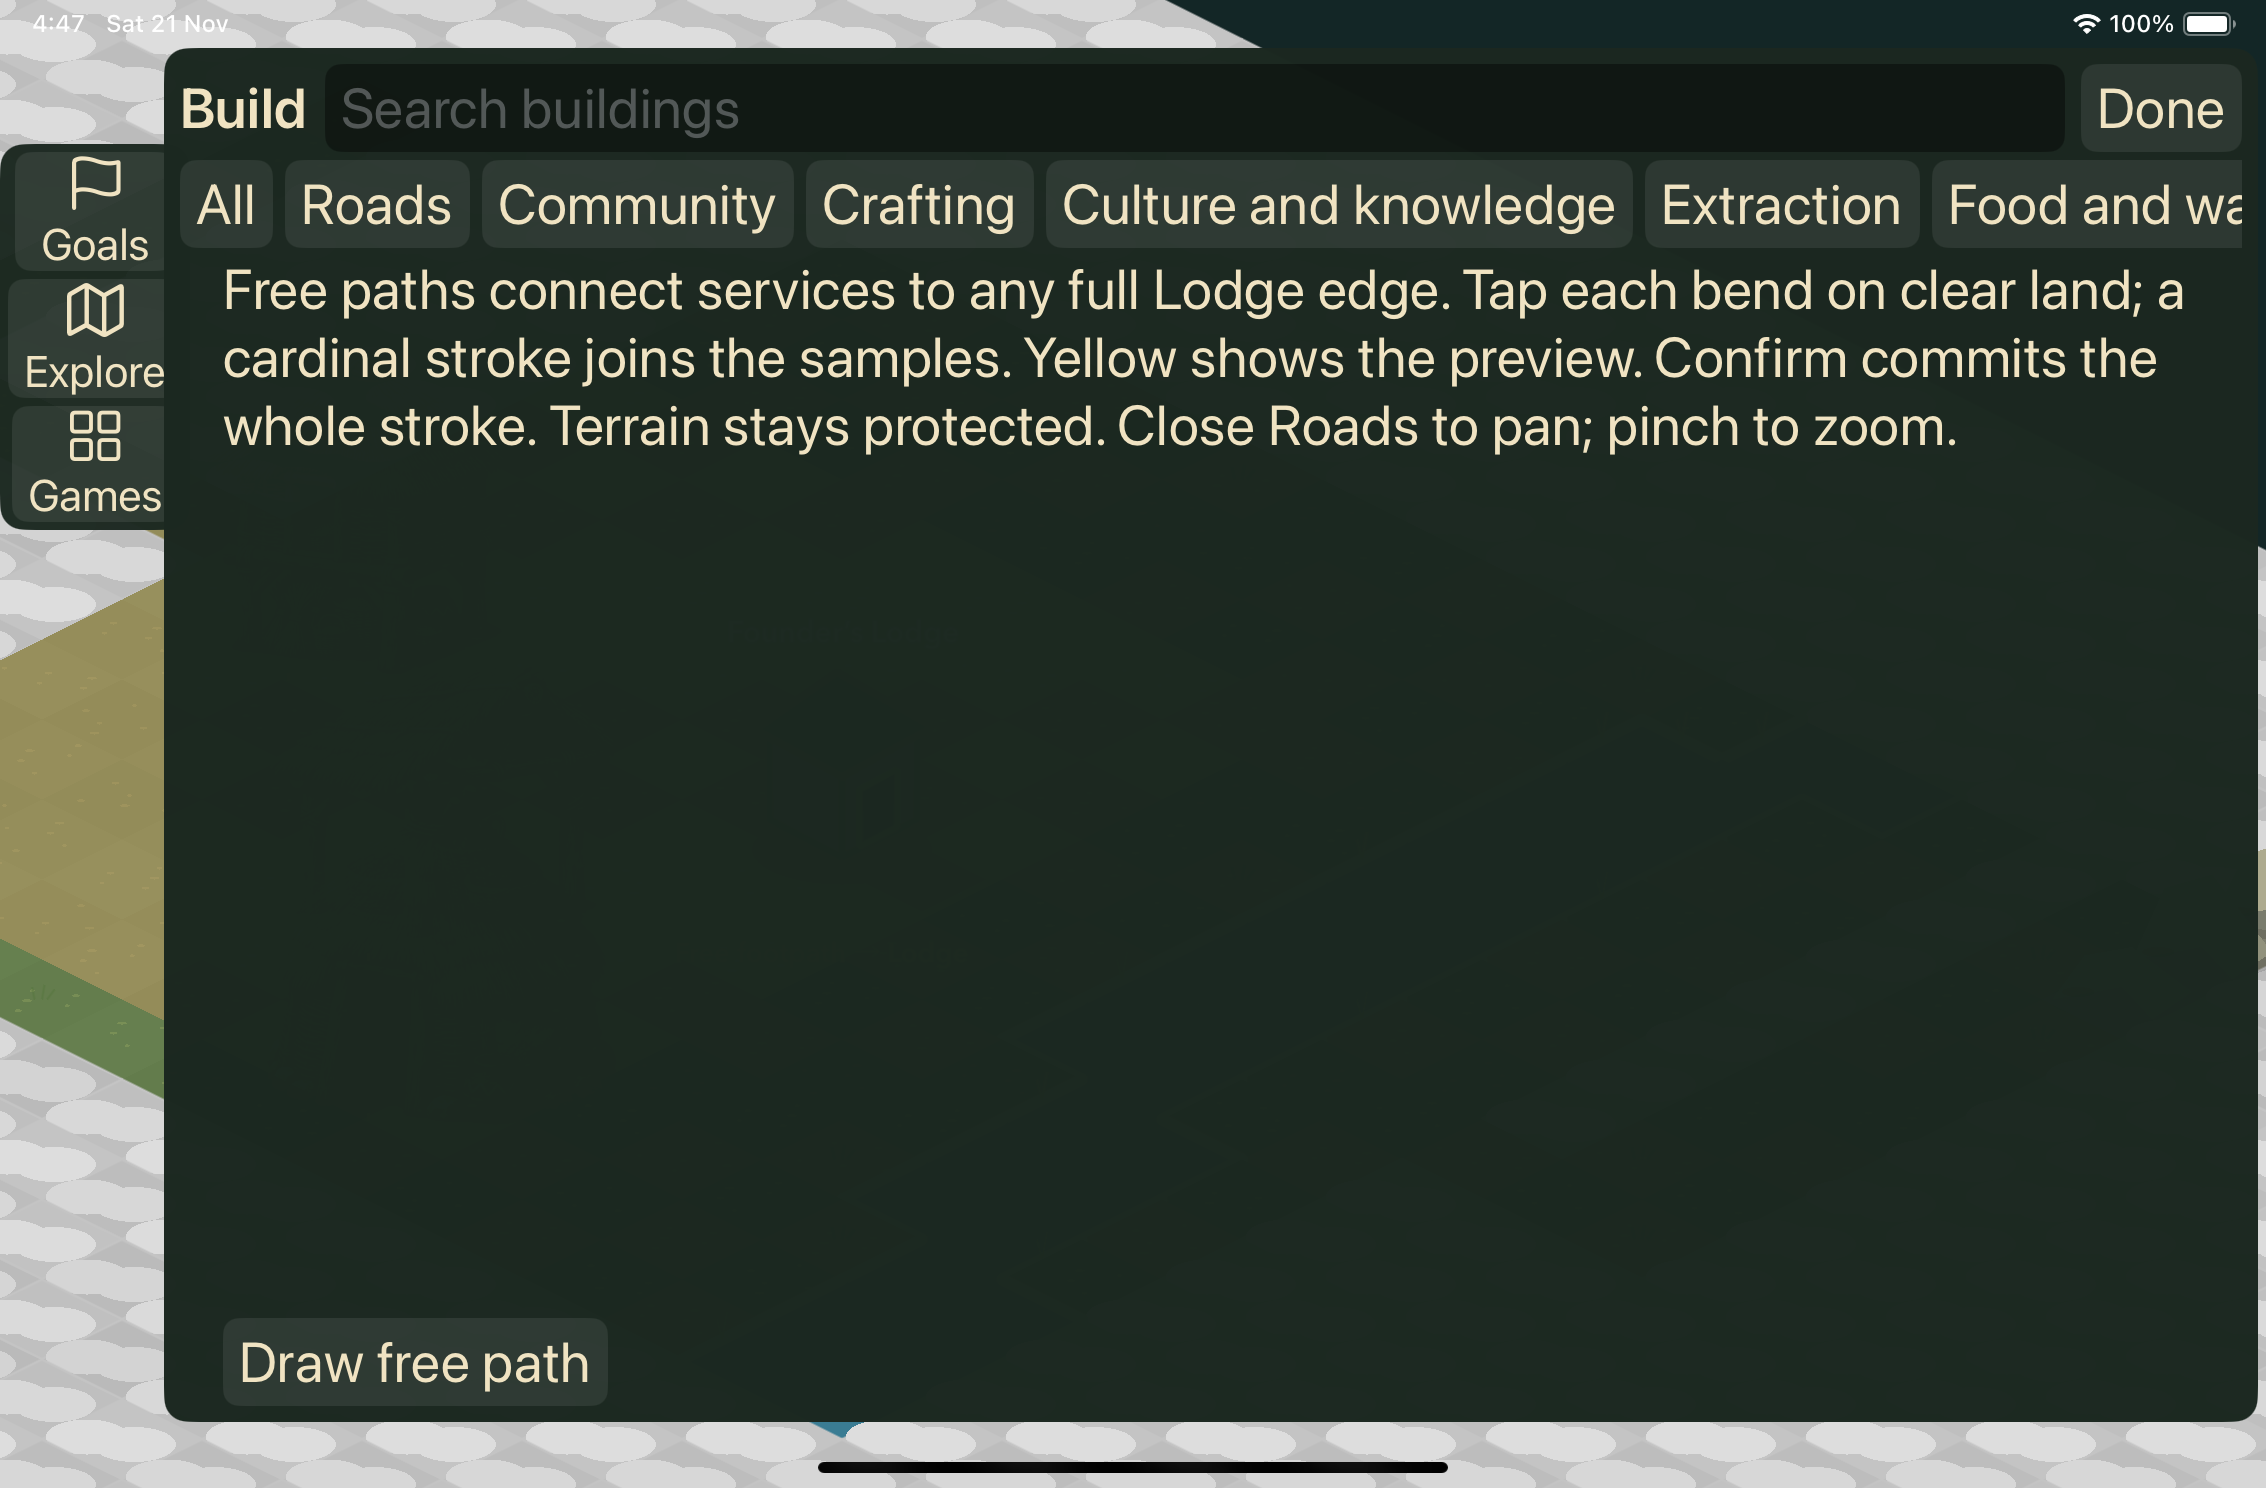 4:47 Sat 21 Nov
100%
Build
Search buildings
Done
Goals
Explore
Games
All
Roads
Community
Crafting
Culture and knowledge
Extraction
Food and wa
Free paths connect services to any full Lodge edge. Tap each bend on clear land; a
cardinal stroke joins the samples. Yellow shows the preview. Confirm commits the
whole stroke. Terrain stays protected. Close Roads to pan; pinch to zoom.
Draw free path